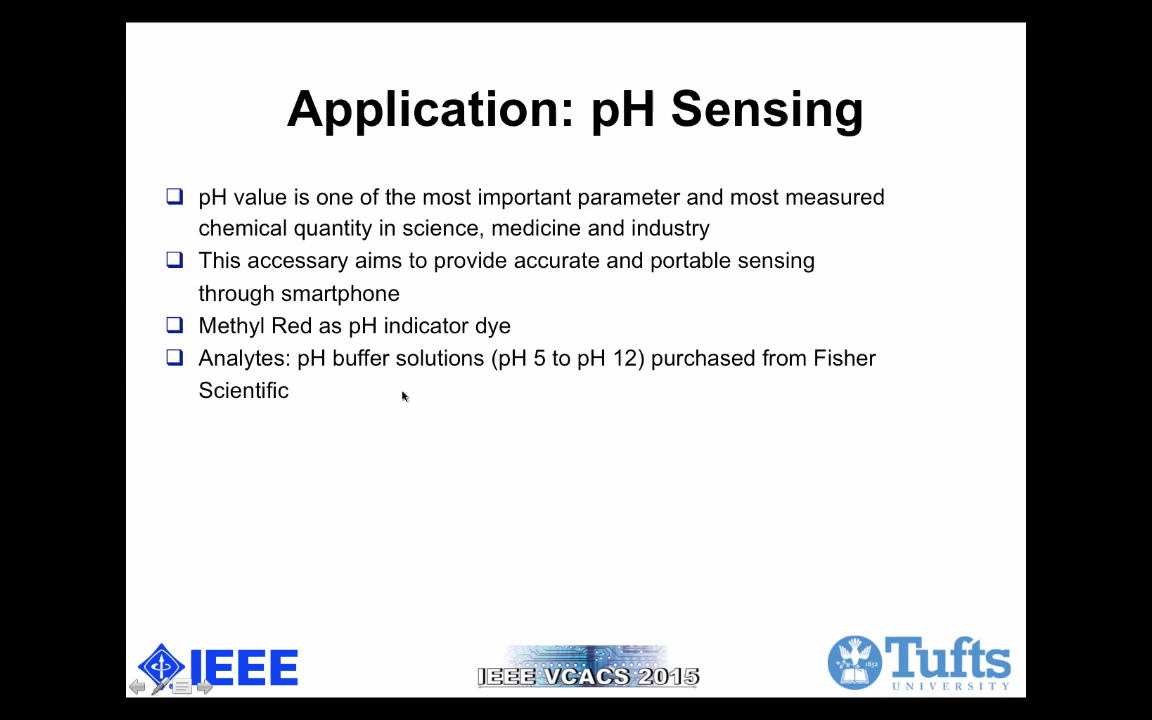 Application: pH Sensing
pH value is one of the most important parameter and most measured
chemical quantity in science, medicine and industry
This accessary aims to provide accurate and portable sensing
through smartphone
Methyl Red as pH indicator dye
Analytes: pH buffer solutions (pH 5 to pH 12) purchased from Fisher
Scientific
IEEE
IEEE VCACS 2015
1852
Tufts
UNIVERSITY